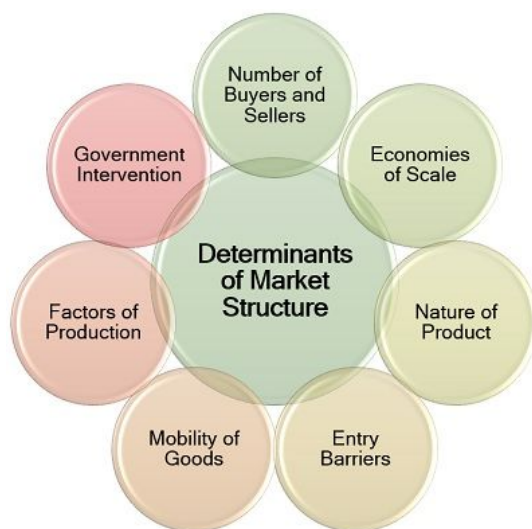 Number of
Buyers and
Sellers
Economies
of Scale
Nature of
Product
Entry
Barriers
Mobility of
Goods
Factors of
Production
Government
Intervention
Determinants
of Market
Structure